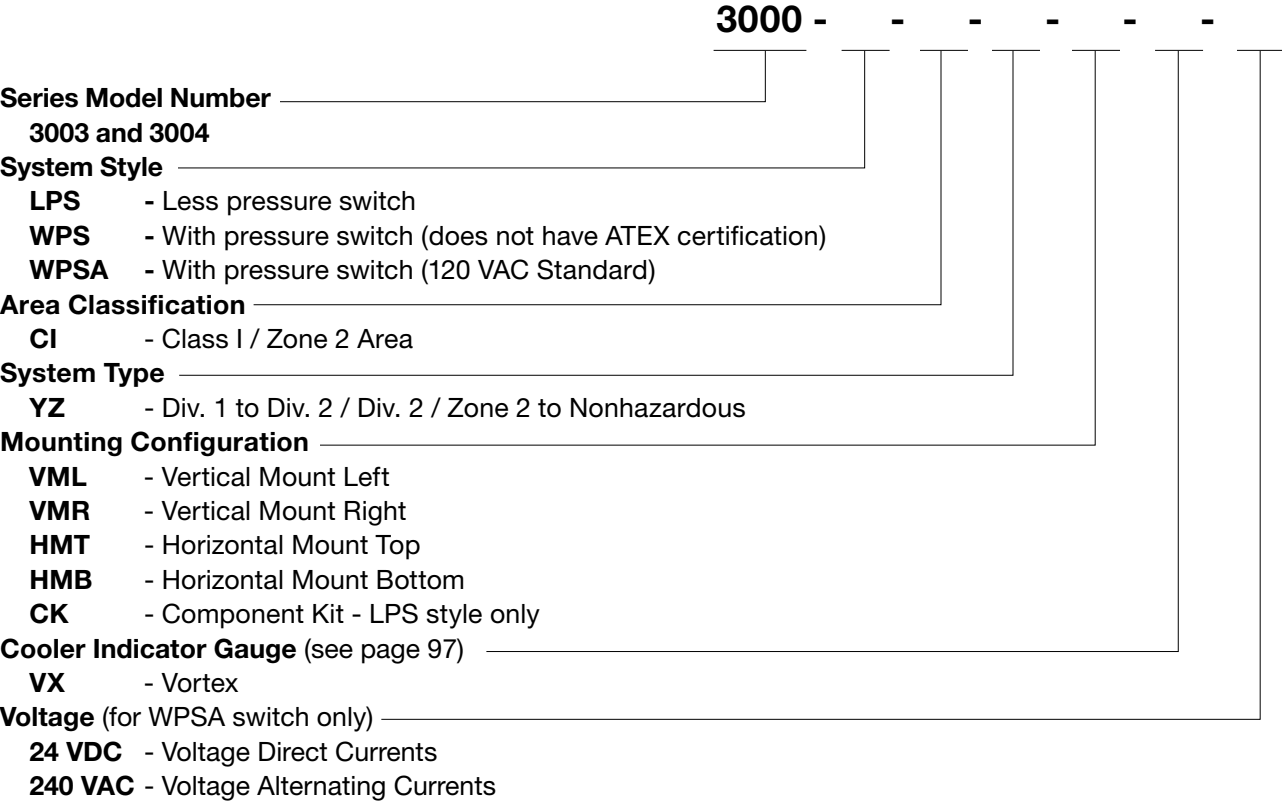 3000 - - - - - -
Series Model Number
3003 and 3004
System Style
LPS - Less pressure switch
WPS - With pressure switch (does not have ATEX certification)
WPSA - With pressure switch (120 VAC Standard)
Area Classification
CI - Class I / Zone 2 Area
System Type
YZ - Div. 1 to Div. 2 / Div. 2 / Zone 2 to Nonhazardous
Mounting Configuration
VML - Vertical Mount Left
VMR - Vertical Mount Right
HMT - Horizontal Mount Top
HMB - Horizontal Mount Bottom
CK - Component Kit - LPS style only
Cooler Indicator Gauge (see page 97)
VX - Vortex
Voltage (for WPSA switch only)
24 VDC - Voltage Direct Currents
240 VAC - Voltage Alternating Currents